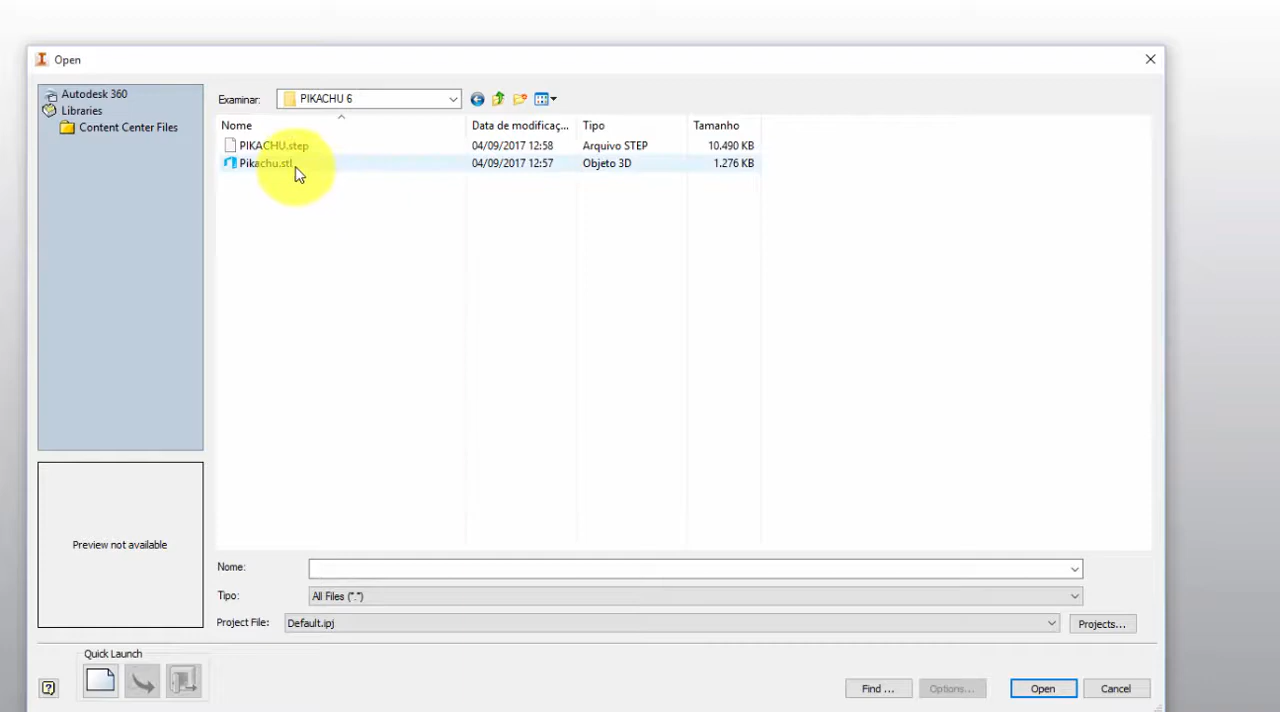 Open
Autodesk 360
Libraries
Content Center Files
Examinar: PIKACHU 6
Nome Data de modificaç... Tipo Tamanho
PIKACHU.step 04/09/2017 12:58 Arquivo STEP 10.490 KB
Pikachu.stl 04/09/2017 12:57 Objeto 3D 1.276 KB
Preview not available
Nome:
Tipo: All Files (*.*)
Project File: Default.ipj Projects...
Quick Launch
Find ... Options... Open Cancel